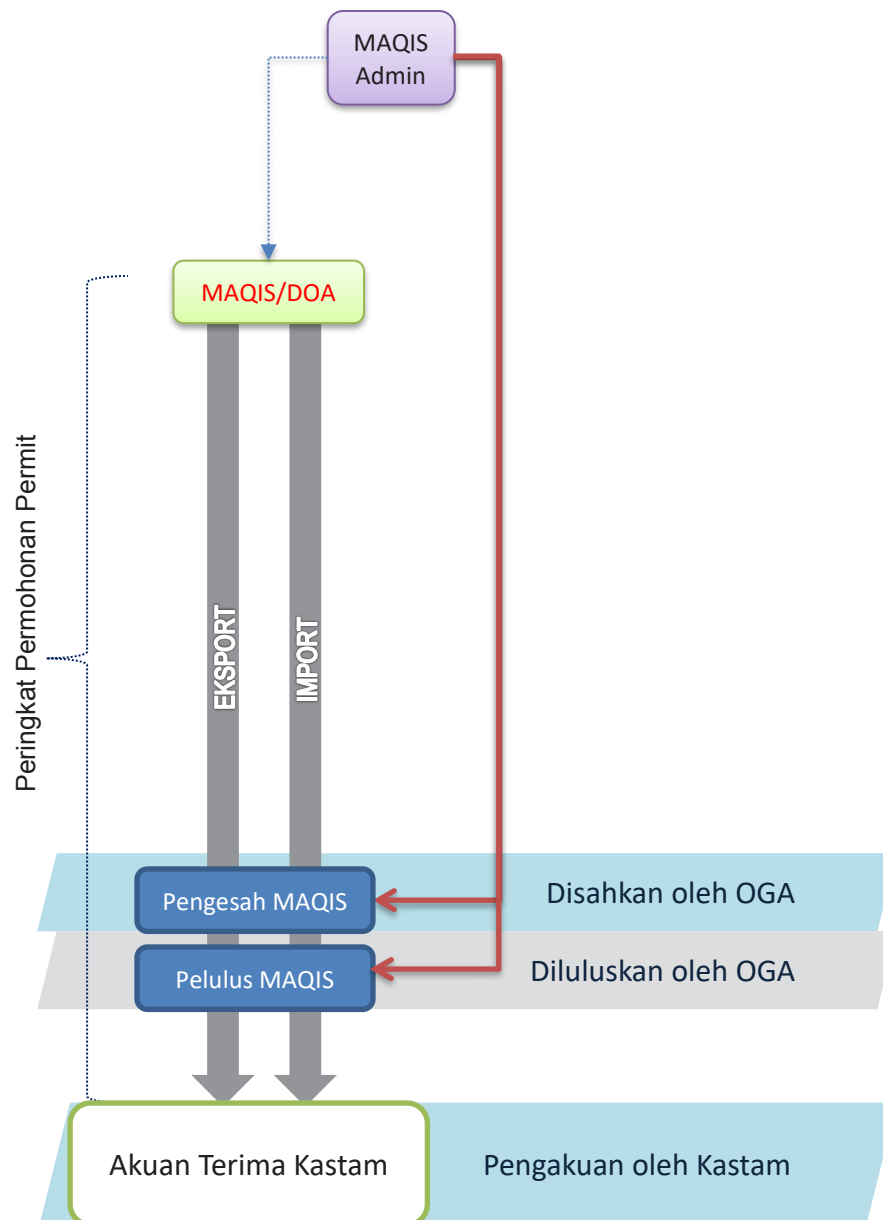 MAQIS
Admin
MAQIS/DOA
Peringkat Permohonan Permit
EKSPORT
IMPORT
Pengesah MAQIS
Disahkan oleh OGA
Pelulus MAQIS
Diluluskan oleh OGA
Akuan Terima Kastam
Pengakuan oleh Kastam